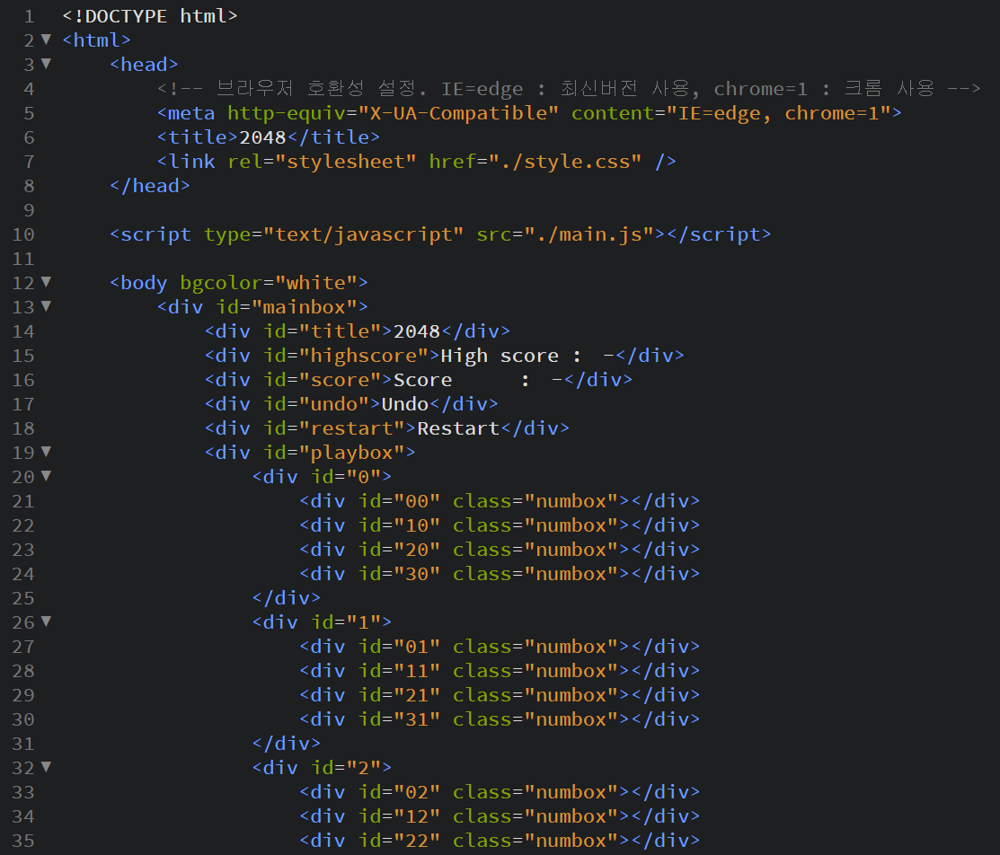 1 <!DOCTYPE html>
2 ▼ <html>
3 ▼     <head>
4         <!-- 브라우저 호환성 설정. IE=edge : 최신버전 사용, chrome=1 : 크롬 사용 -->
5         <meta http-equiv="X-UA-Compatible" content="IE=edge, chrome=1">
6         <title>2048</title>
7         <link rel="stylesheet" href="./style.css" />
8     </head>
9
10     <script type="text/javascript" src="./main.js"></script>
11
12 ▼     <body bgcolor="white">
13 ▼         <div id="mainbox">
14             <div id="title">2048</div>
15             <div id="highscore">High score :  -</div>
16             <div id="score">Score      :  -</div>
17             <div id="undo">Undo</div>
18             <div id="restart">Restart</div>
19 ▼             <div id="playbox">
20 ▼                 <div id="0">
21                     <div id="00" class="numbox"></div>
22                     <div id="10" class="numbox"></div>
23                     <div id="20" class="numbox"></div>
24                     <div id="30" class="numbox"></div>
25                 </div>
26 ▼                 <div id="1">
27                     <div id="01" class="numbox"></div>
28                     <div id="11" class="numbox"></div>
29                     <div id="21" class="numbox"></div>
30                     <div id="31" class="numbox"></div>
31                 </div>
32 ▼                 <div id="2">
33                     <div id="02" class="numbox"></div>
34                     <div id="12" class="numbox"></div>
35                     <div id="22" class="numbox"></div>